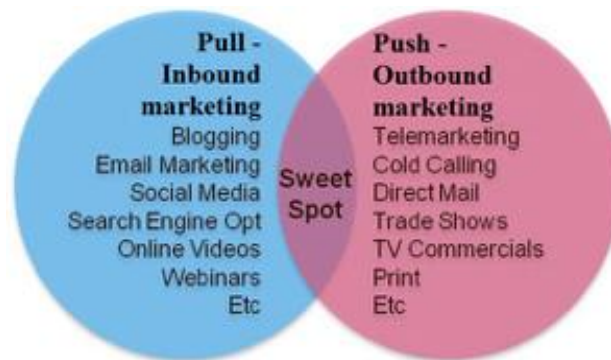 Pull -
Inbound
marketing
Blogging
Email Marketing
Social Media
Search Engine Opt
Online Videos
Webinars
Etc
Sweet
Spot
Push -
Outbound
marketing
Telemarketing
Cold Calling
Direct Mail
Trade Shows
TV Commercials
Print
Etc